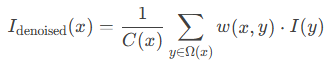 I_denoised(x) = 1/C(x) ∑_{y∈Ω(x)} w(x, y) · I(y)